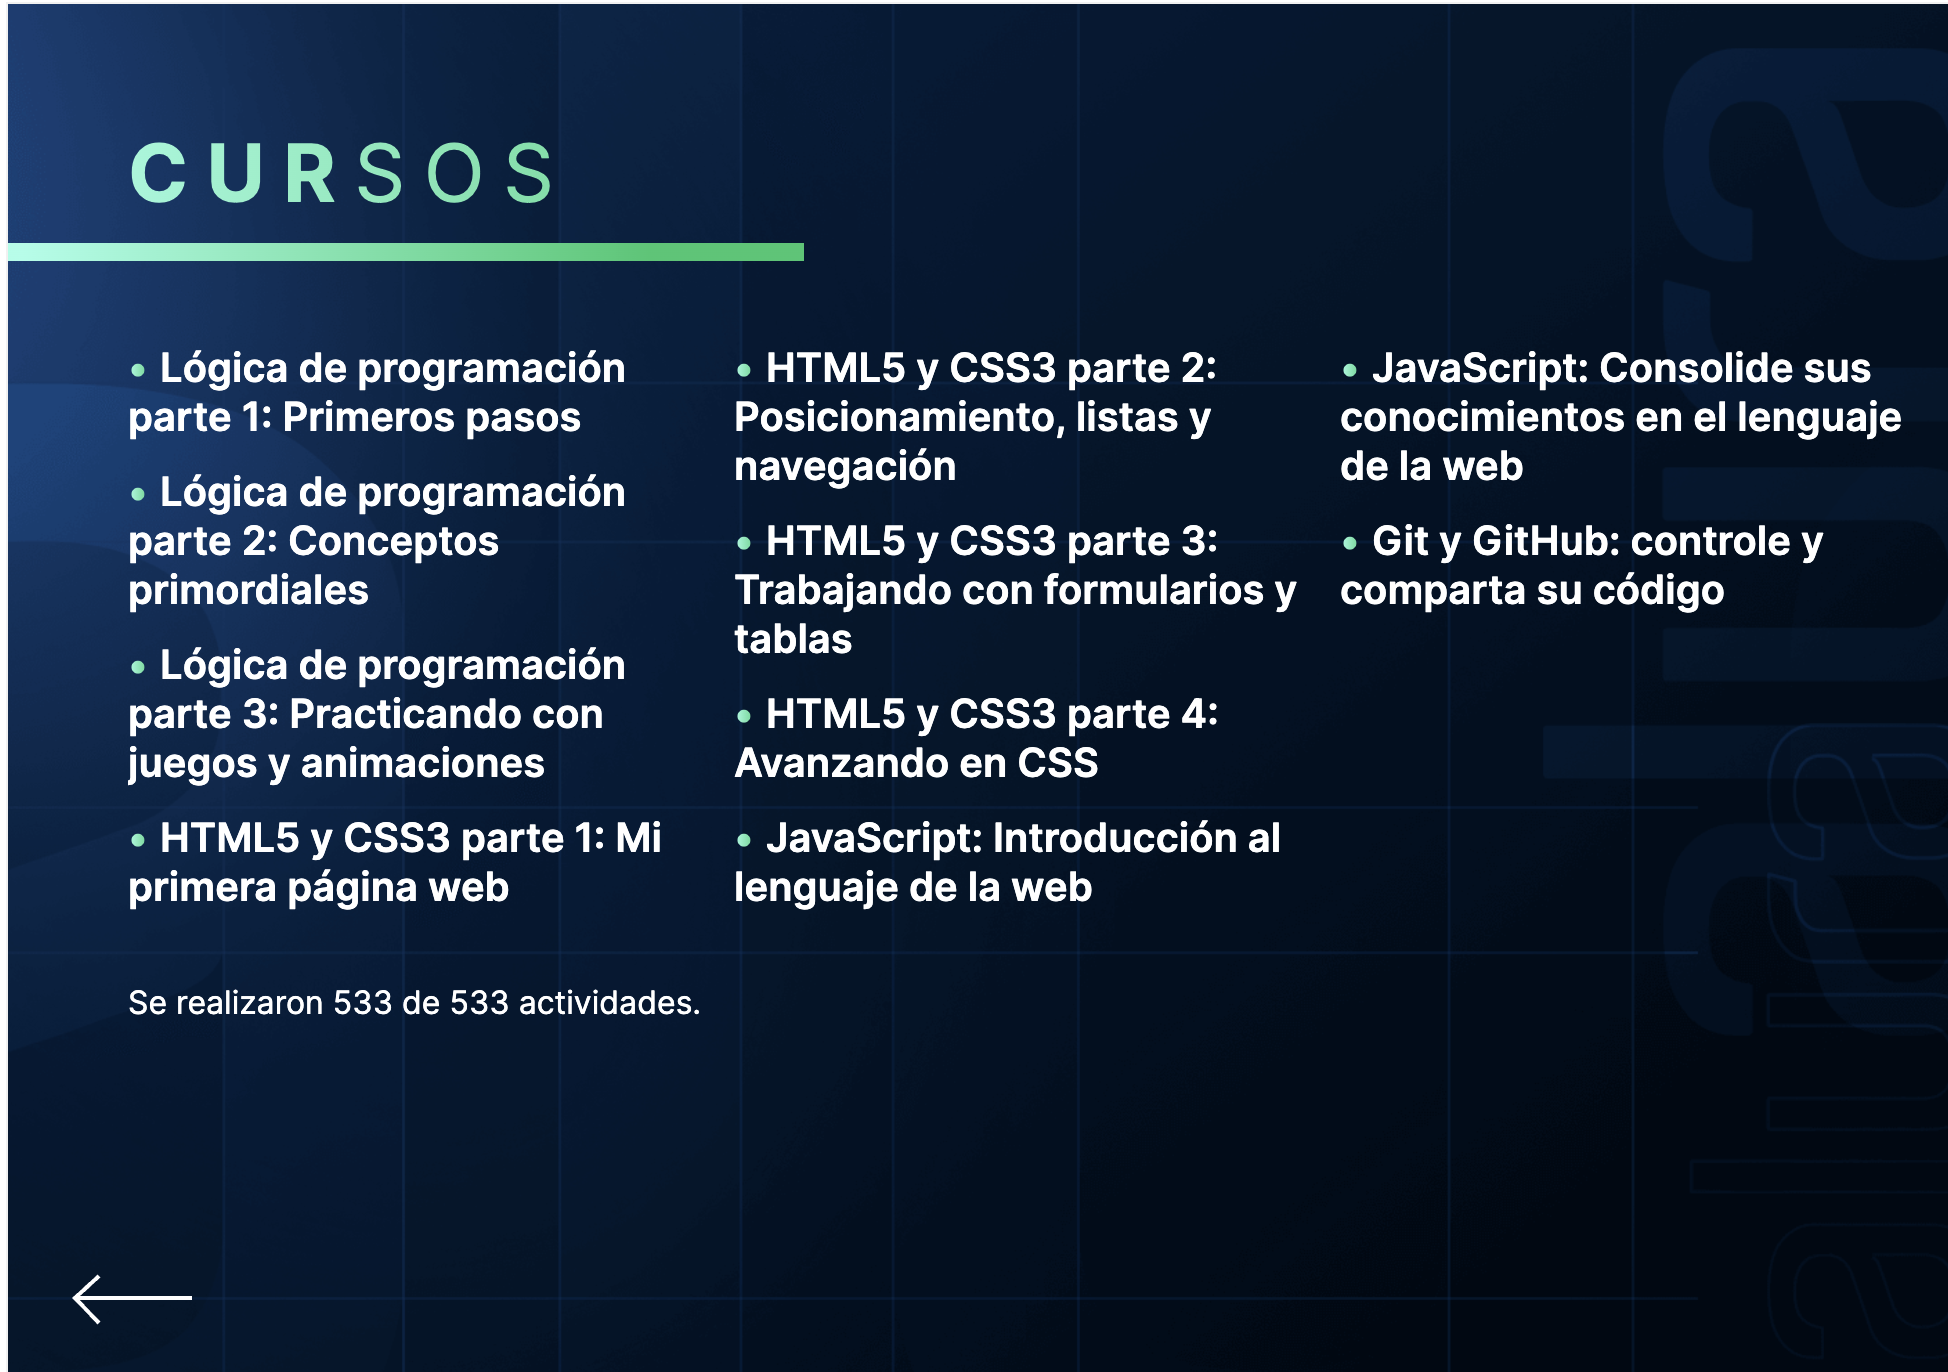 CURSOS
• Lógica de programación
parte 1: Primeros pasos
• Lógica de programación
parte 2: Conceptos
primordiales
• Lógica de programación
parte 3: Practicando con
juegos y animaciones
• HTML5 y CSS3 parte 1: Mi
primera página web
• HTML5 y CSS3 parte 2:
Posicionamiento, listas y
navegación
• HTML5 y CSS3 parte 3:
Trabajando con formularios y
tablas
• HTML5 y CSS3 parte 4:
Avanzando en CSS
• JavaScript: Introducción al
lenguaje de la web
• JavaScript: Consolide sus
conocimientos en el lenguaje
de la web
• Git y GitHub: controle y
comparta su código
Se realizaron 533 de 533 actividades.
alura
alura